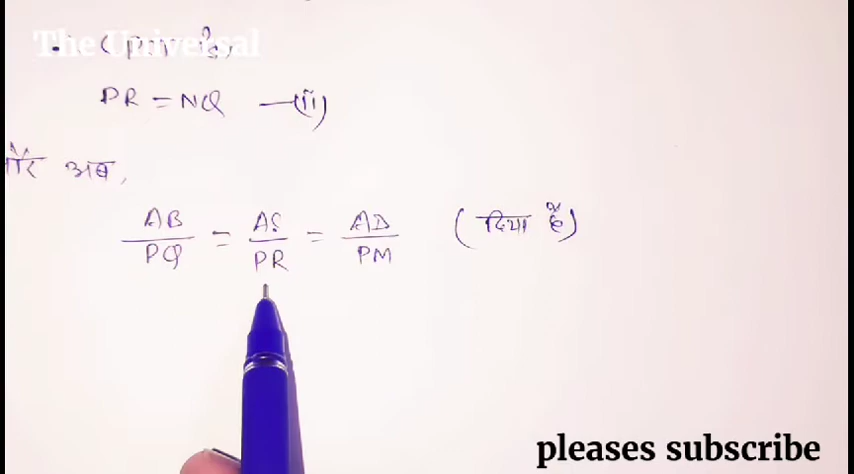 The Universal
PR = NQ —(ii)
और अब,
AB/PQ = AC/PR = AD/PM (दिया है)
pleases subscribe